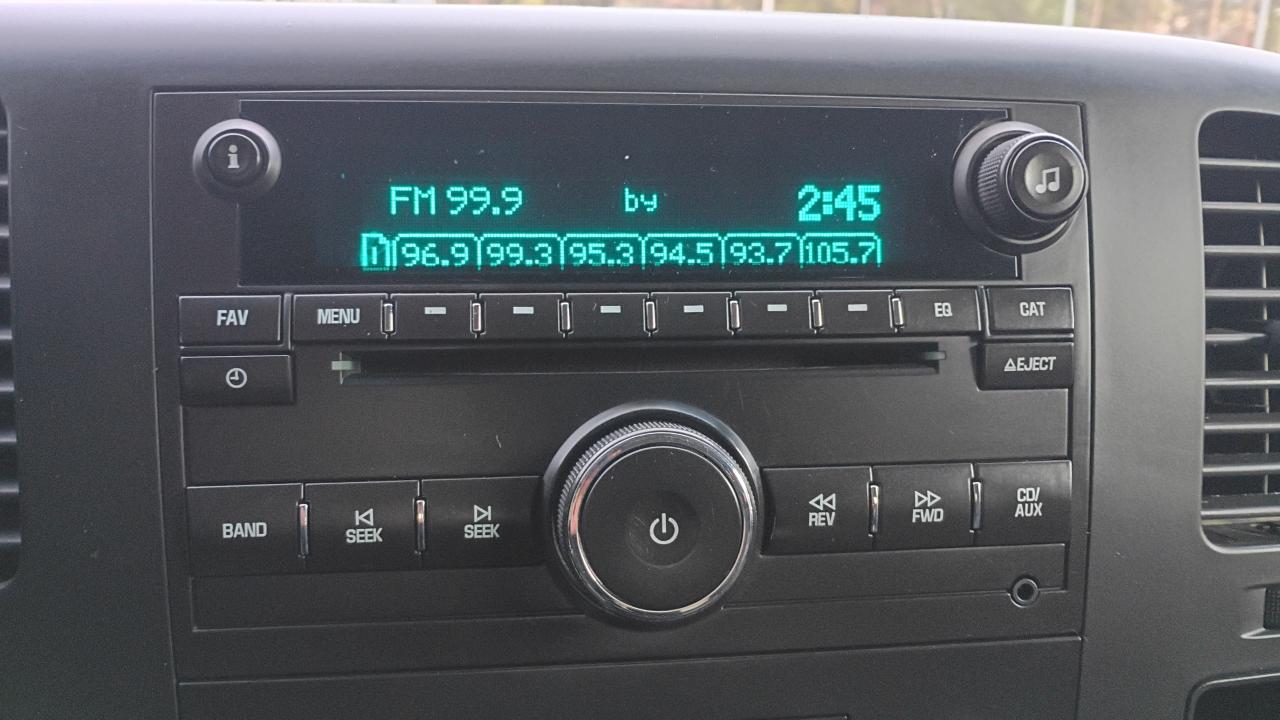 FM 99.9 by 2:45
1 96.9 99.3 95.3 94.5 93.7 105.7
FAV MENU EQ CAT
EJECT
BAND SEEK SEEK REV FWD CD/
AUX